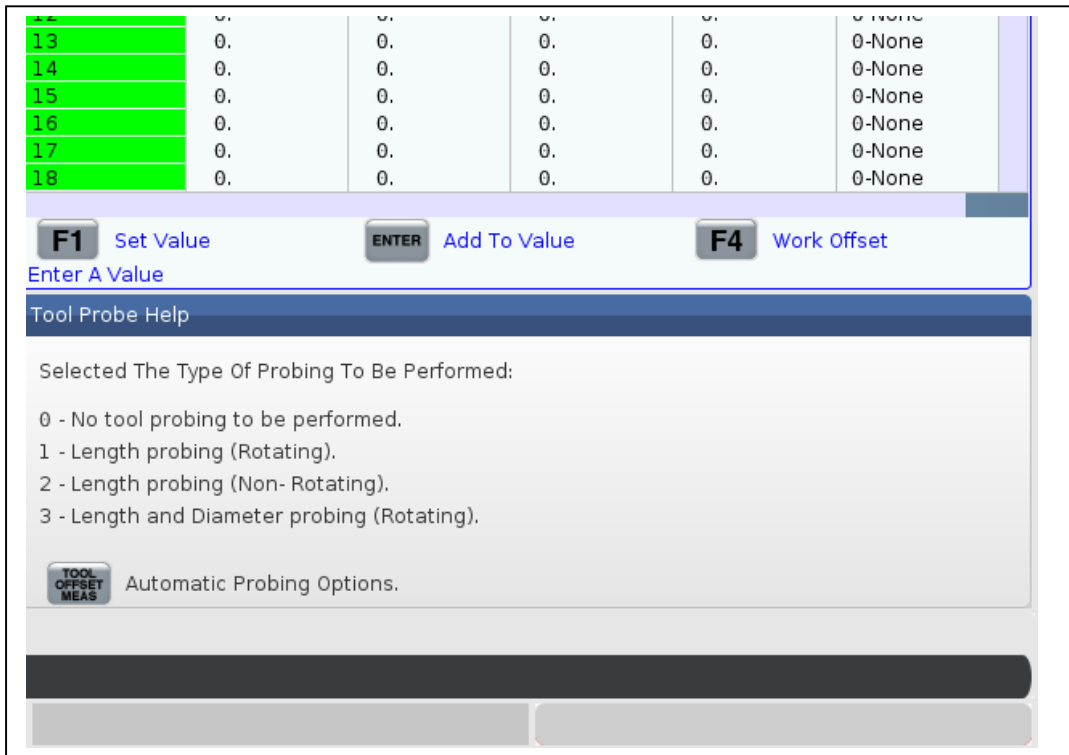 13 0. 0. 0. 0. 0-None
14 0. 0. 0. 0. 0-None
15 0. 0. 0. 0. 0-None
16 0. 0. 0. 0. 0-None
17 0. 0. 0. 0. 0-None
18 0. 0. 0. 0. 0-None
F1 Set Value ENTER Add To Value F4 Work Offset
Enter A Value
Tool Probe Help
Selected The Type Of Probing To Be Performed:
0 - No tool probing to be performed.
1 - Length probing (Rotating).
2 - Length probing (Non- Rotating).
3 - Length and Diameter probing (Rotating).
TOOL OFFSET MEAS Automatic Probing Options.